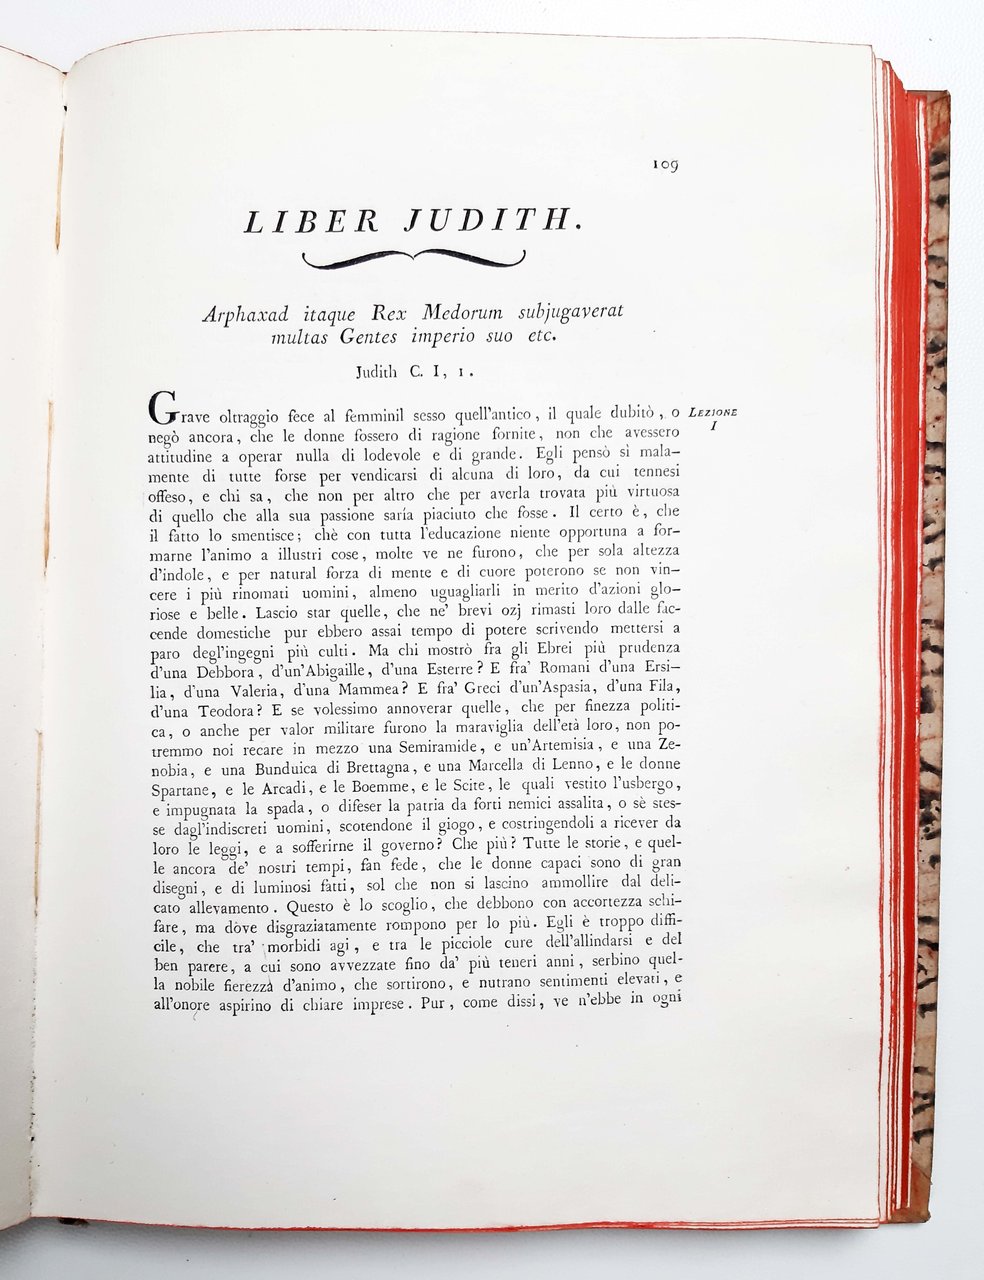 109
LIBER JUDITH.
Arphaxad itaque Rex Medorum subjugaverat
multas Gentes imperio suo etc.
Judith C. I, 1.
Grave oltraggio fece al femminil sesso quell'antico, il quale dubitò, o
Lezione
I
negò ancora, che le donne fossero di ragione fornite, non che avessero
attitudine a operar nulla di lodevole e di grande. Egli pensò sì mala-
mente di tutte forse per vendicarsi di alcuna di loro, da cui tennesi
offeso, e chi sa, che non per altro che per averla trovata più virtuosa
di quello che alla sua passione saría piaciuto che fosse. Il certo è, che
il fatto lo smentisce; chè con tutta l'educazione niente opportuna a for-
marne l'animo a illustri cose, molte ve ne furono, che per sola altezza
d'indole, e per natural forza di mente e di cuore poterono se non vin-
cere i più rinomati uomini, almeno uguagliarli in merito d'azioni glo-
riose e belle. Lascio star quelle, che ne' brevi ozj rimasti loro dalle fac-
cende domestiche pur ebbero assai tempo di potere scrivendo mettersi a
paro degl'ingegni più culti. Ma chi mostrò fra gli Ebrei più prudenza
d'una Debbora, d'un'Abigaille, d'una Esterre? E fra' Romani d'una Ersi-
lia, d'una Valeria, d'una Mammea? E fra' Greci d'un'Aspasia, d'una Fila,
d'una Teodora? E se volessimo annoverar quelle, che per finezza politi-
ca, o anche per valor militare furono la maraviglia dell'età loro, non po-
tremmo noi recare in mezzo una Semiramide, e un'Artemisia, e una Ze-
nobia, e una Bunduica di Brettagna, e una Marcella di Lenno, e le donne
Spartane, e le Arcadi, e le Boemme, e le Scite, le quali vestito l'usbergo,
e impugnata la spada, o difeser la patria da forti nemici assalita, o sè stes-
se dagl'indiscreti uomini, scotendone il giogo, e costringendoli a ricever da
loro le leggi, e a sofferirne il governo? Che più? Tutte le storie, e quel-
le ancora de' nostri tempi, fan fede, che le donne capaci sono di gran
disegni, e di luminosi fatti, sol che non si lascino ammollire dal deli-
cato allevamento. Questo è lo scoglio, che debbono con accortezza schi-
fare, ma dove disgraziatamente rompono per lo più. Egli è troppo diffi-
cile, che tra' morbidi agi, e tra le picciole cure dell'allindarsi e del
ben parere, a cui sono avvezzate fino da' più teneri anni, serbino quel-
la nobile fierezza d'animo, che sortirono, e nutrano sentimenti elevati, e
all'onore aspirino di chiare imprese. Pur, come dissi, ve n'ebbe in ogni